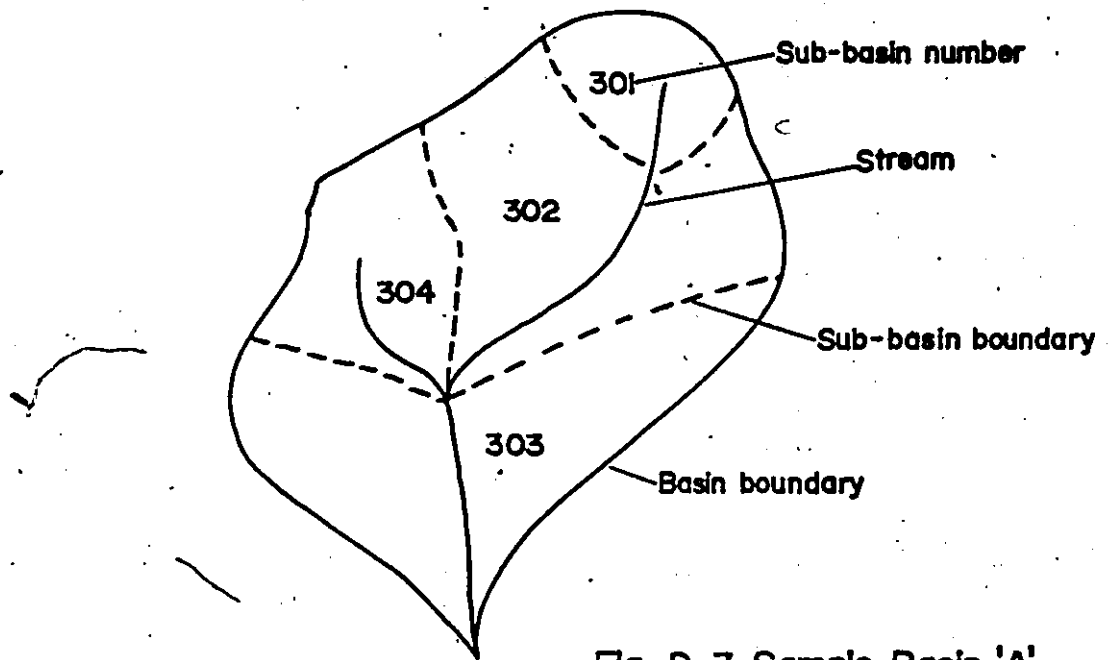 Sub-basin number
301
Stream
302
304
Sub-basin boundary
303
Basin boundary
Sample Basin 'A'